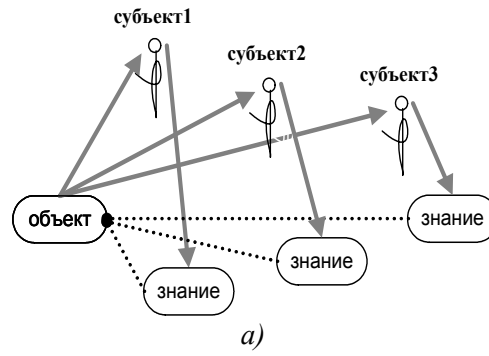 субъект1
субъект2
субъект3
объект
знание
знание
знание
а)